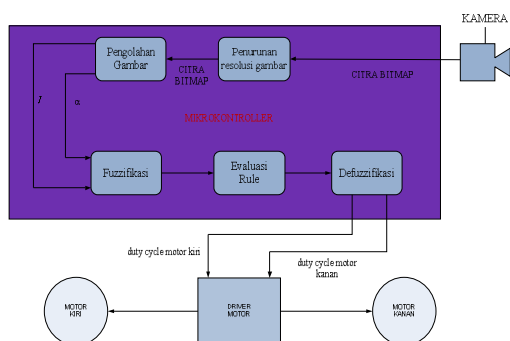 KAMERA
Pengolahan
Gambar
Penurunan
resolusi gambar
CITRA
BITMAP
CITRA BITMAP
α
MIKROKONTROLLER
Fuzzifikasi
Evaluasi
Rule
Defuzzifikasi
duty cycle motor kiri
duty cycle motor
kanan
MOTOR
KIRI
DRIVER
MOTOR
MOTOR
KANAN